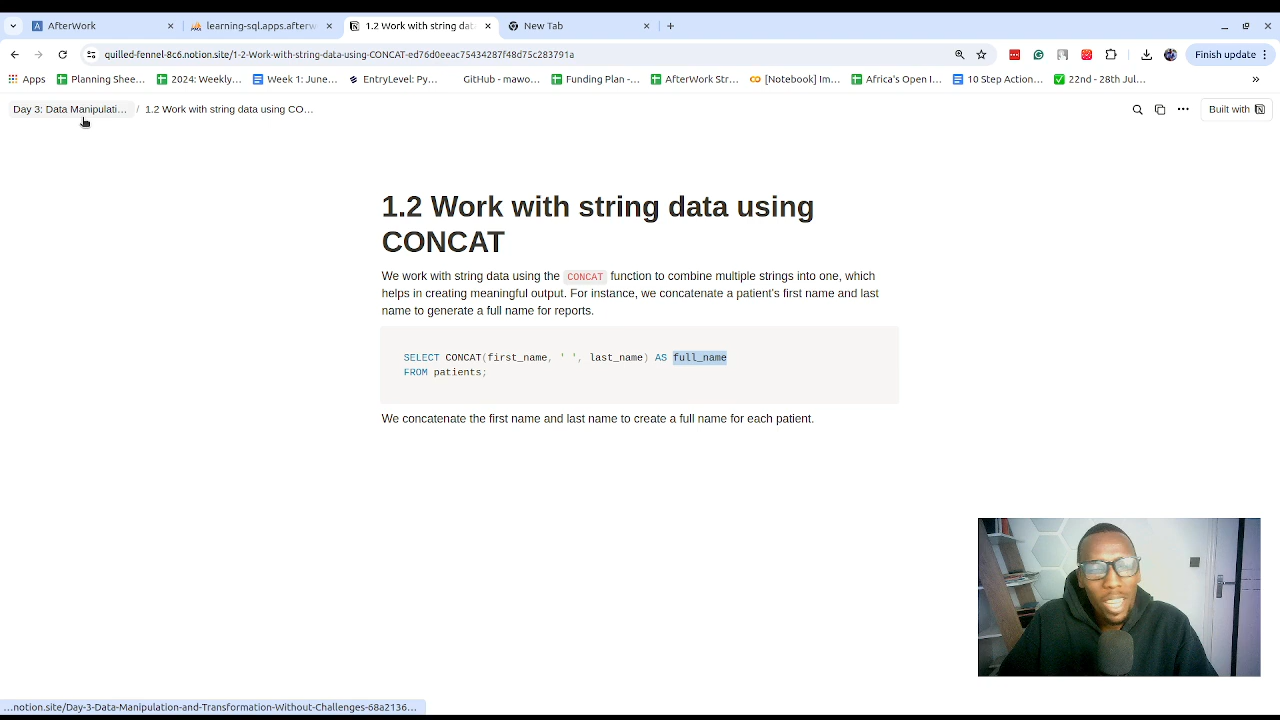 AfterWork
learning-sql.apps.afterw
1.2 Work with string dat
New Tab
quilled-fennel-8c6.notion.site/1-2-Work-with-string-data-using-CONCAT-ed76d0eeac75434287f48d75c283791a
Finish update
Apps
Planning Shee...
2024: Weekly...
Week 1: June...
EntryLevel: Py...
GitHub - mawo...
Funding Plan -...
AfterWork Str...
[Notebook] Im...
Africa's Open I...
10 Step Action...
22nd - 28th Jul...
»
Day 3: Data Manipulati... / 1.2 Work with string data using CO...
Built with
1.2 Work with string data using
CONCAT
We work with string data using the CONCAT function to combine multiple strings into one, which
helps in creating meaningful output. For instance, we concatenate a patient's first name and last
name to generate a full name for reports.
SELECT CONCAT(first_name, ' ', last_name) AS full_name
FROM patients;
We concatenate the first name and last name to create a full name for each patient.
...notion.site/Day-3-Data-Manipulation-and-Transformation-Without-Challenges-68a2136...